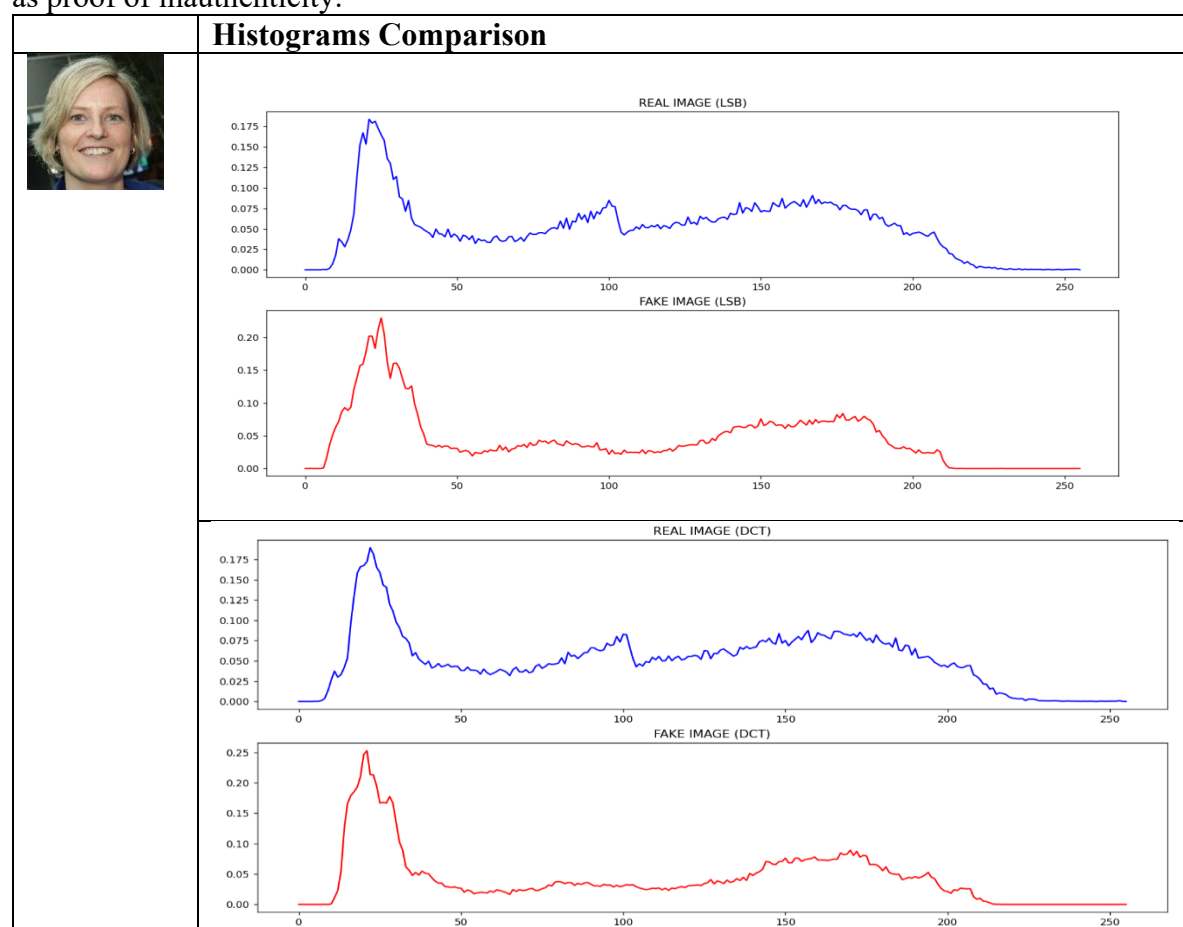 as proof of inauthenticity.
Histograms Comparison
REAL IMAGE (LSB)
0.175
0.150
0.125
0.100
0.075
0.050
0.025
0.000
0 50 100 150 200 250
FAKE IMAGE (LSB)
0.20
0.15
0.10
0.05
0.00
0 50 100 150 200 250
REAL IMAGE (DCT)
0.175
0.150
0.125
0.100
0.075
0.050
0.025
0.000
0 50 100 150 200 250
FAKE IMAGE (DCT)
0.25
0.20
0.15
0.10
0.05
0.00
0 50 100 150 200 250